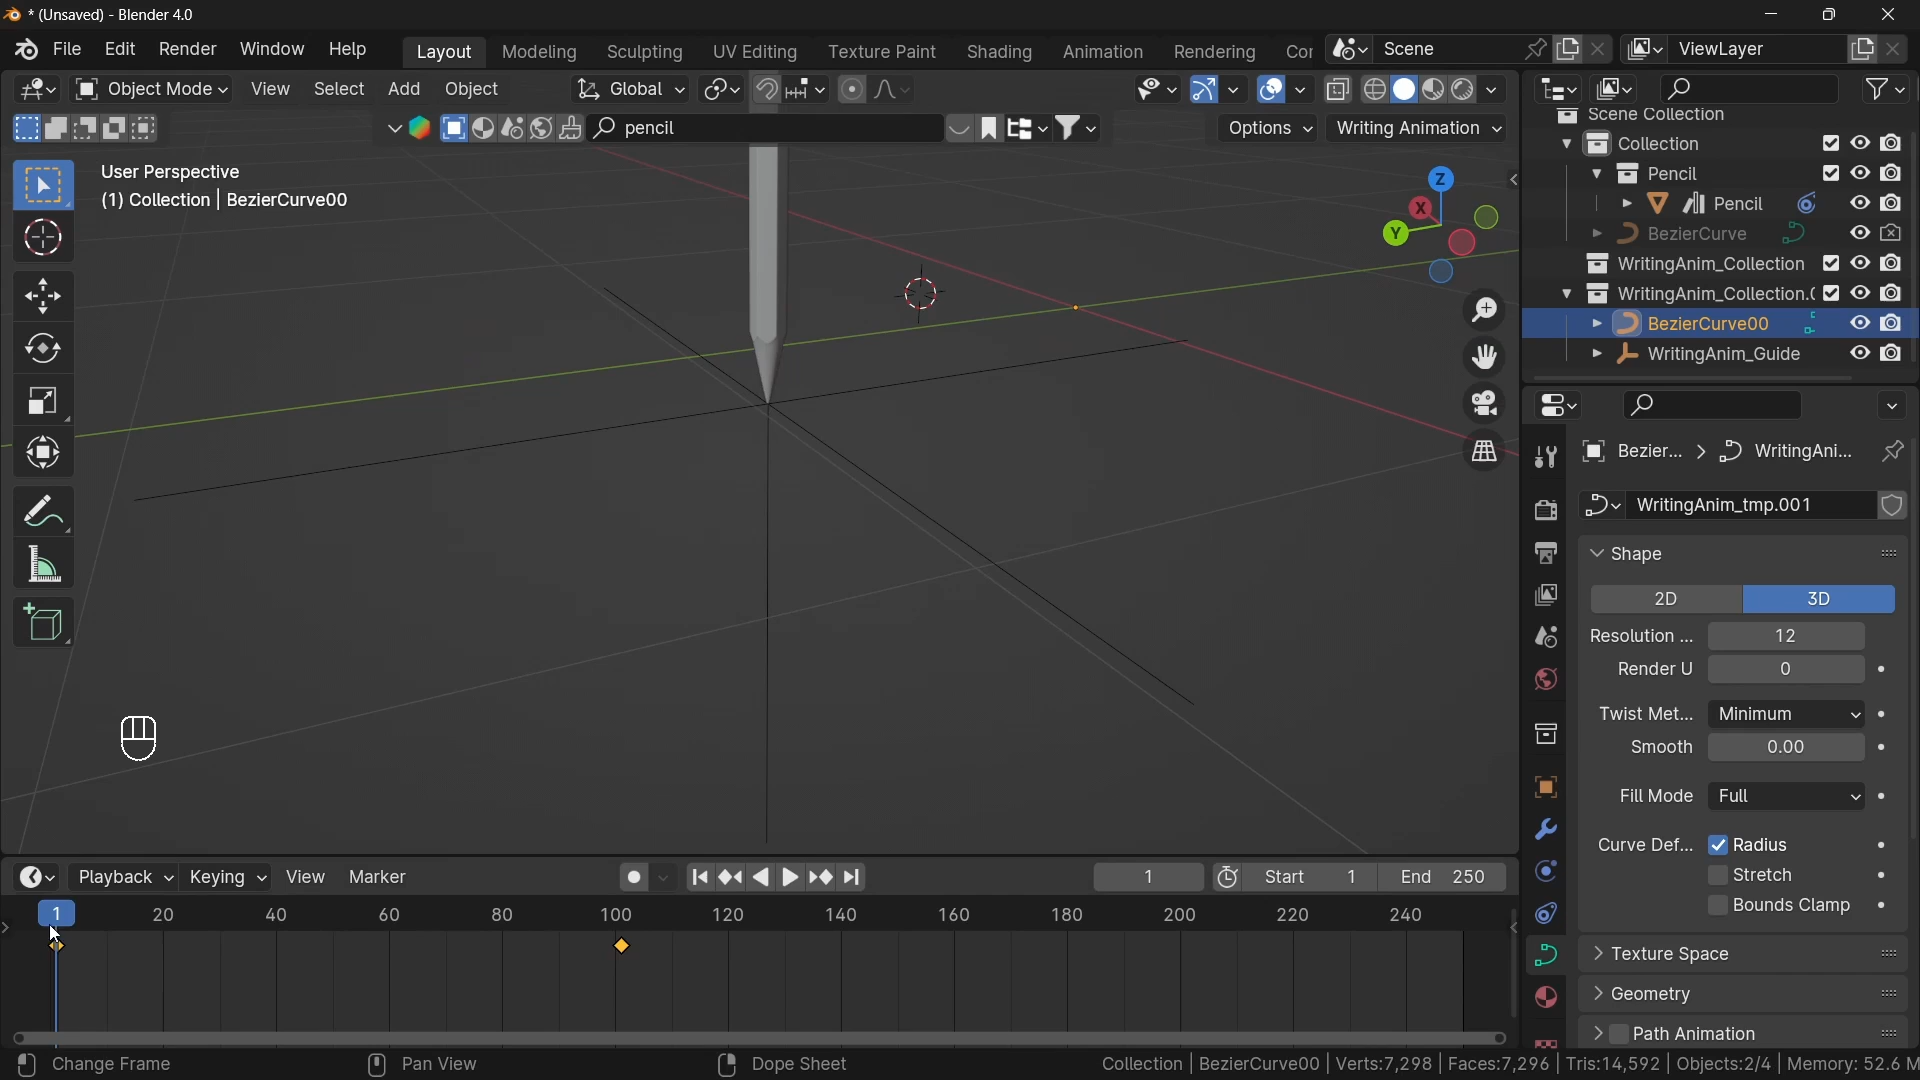 * (Unsaved) - Blender 4.0
File Edit Render Window Help Layout Modeling Sculpting UV Editing Texture Paint Shading Animation Rendering Scene ViewLayer
Object Mode View Select Add Object Global
pencil Options Writing Animation
User Perspective
(1) Collection | BezierCurve00
Z
X
Y
Scene Collection
Collection
Pencil
Pencil
BezierCurve
WritingAnim_Collection
WritingAnim_Collection.
BezierCurve00
WritingAnim_Guide
Bezier... WritingAni...
WritingAnim_tmp.001
Shape
2D 3D
Resolution ... 12
Render U 0
Twist Met... Minimum
Smooth 0.00
Fill Mode Full
Curve Def... Radius
Stretch
Bounds Clamp
Texture Space
Geometry
Path Animation
Playback Keying View Marker 1 Start 1 End 250
1 20 40 60 80 100 120 140 160 180 200 220 240
Change Frame Pan View Dope Sheet Collection | BezierCurve00 | Verts:7,298 | Faces:7,296 | Tris:14,592 | Objects:2/4 | Memory: 52.6 M